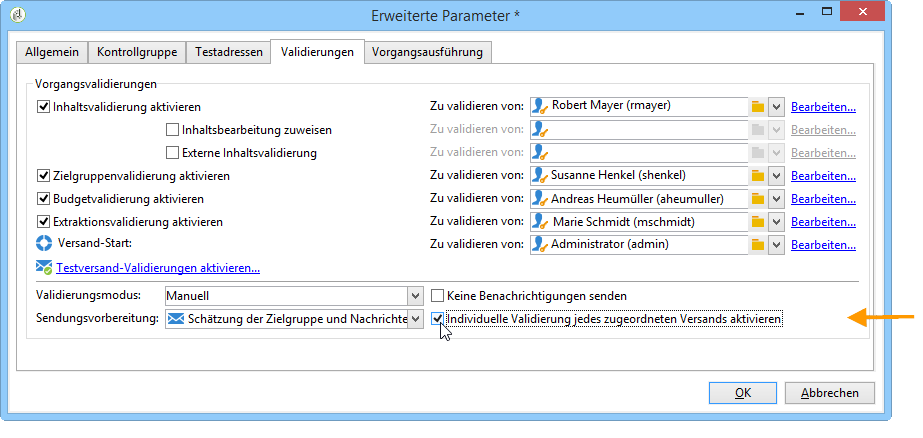 Erweiterte Parameter *
Allgemein Kontrollgruppe Testadressen Validierungen Vorgangsausführung
Vorgangsvalidierungen
Inhaltsvalidierung aktivieren Zu validieren von: Robert Mayer (rmayer) Bearbeiten...
Inhaltsbearbeitung zuweisen Zu validieren von: Bearbeiten...
Externe Inhaltsvalidierung Zu validieren von: Bearbeiten...
Zielgruppenvalidierung aktivieren Zu validieren von: Susanne Henkel (shenkel) Bearbeiten...
Budgetvalidierung aktivieren Zu validieren von: Andreas Heumüller (aheumuller) Bearbeiten...
Extraktionsvalidierung aktivieren Zu validieren von: Marie Schmidt (mschmidt) Bearbeiten...
Versand-Start: Zu validieren von: Administrator (admin) Bearbeiten...
Testversand-Validierungen aktivieren...
Validierungsmodus: Manuell Keine Benachrichtigungen senden
Sendungsvorbereitung: Schätzung der Zielgruppe und Nachrichte Individuelle Validierung jedes zugeordneten Versands aktivieren
OK Abbrechen